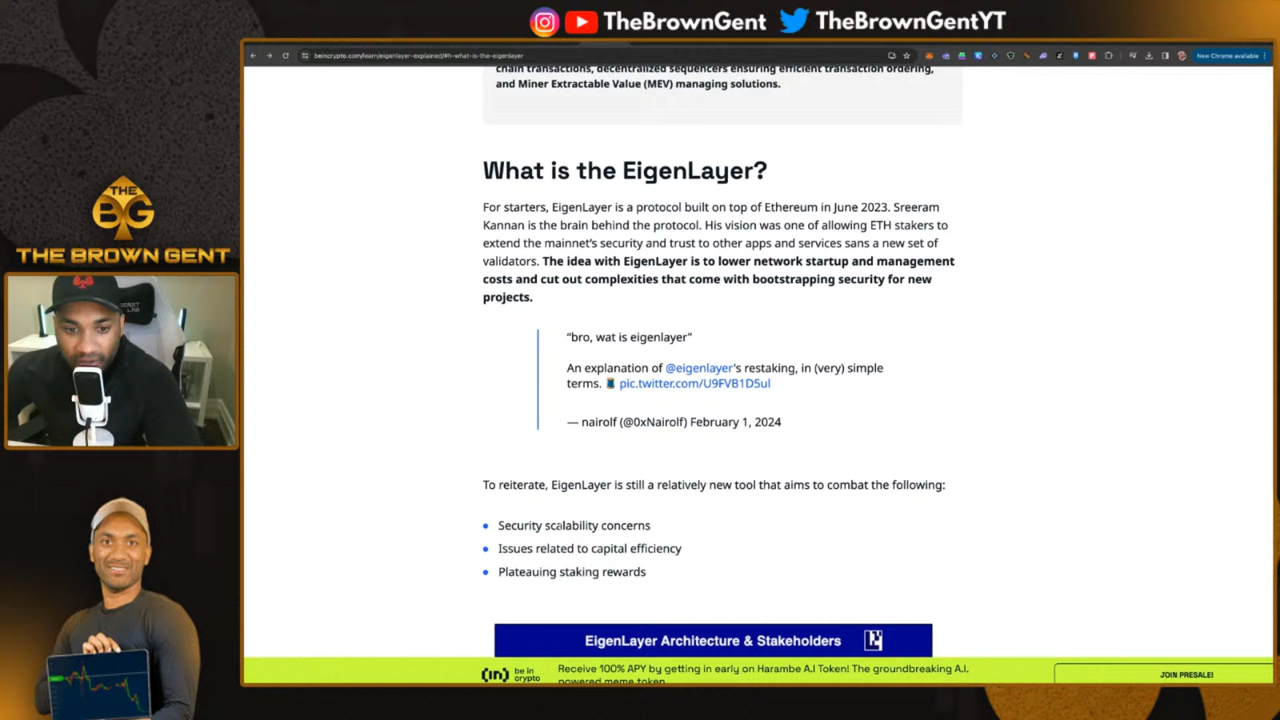 TheBrownGent TheBrownGentYT
beincrypto.com/learn/eigenlayer-explained/#h-what-is-the-eigenlayer
New Chrome available
chain transactions, decentralized sequencers ensuring efficient transaction ordering,
and Miner Extractable Value (MEV) managing solutions.
What is the EigenLayer?
For starters, EigenLayer is a protocol built on top of Ethereum in June 2023. Sreeram
Kannan is the brain behind the protocol. His vision was one of allowing ETH stakers to
extend the mainnet's security and trust to other apps and services sans a new set of
validators. The idea with EigenLayer is to lower network startup and management
costs and cut out complexities that come with bootstrapping security for new
projects.
“bro, wat is eigenlayer”
An explanation of @eigenlayer's restaking, in (very) simple
terms. 🧵 pic.twitter.com/U9FVB1D5ul
— nairolf (@0xNairolf) February 1, 2024
To reiterate, EigenLayer is still a relatively new tool that aims to combat the following:
Security scalability concerns
Issues related to capital efficiency
Plateauing staking rewards
EigenLayer Architecture & Stakeholders
(in) be in
crypto
Receive 100% APY by getting in early on Harambe A.I Token! The groundbreaking A.I.
powered meme token
JOIN PRESALE!
THE
BG
THE BROWN GENT